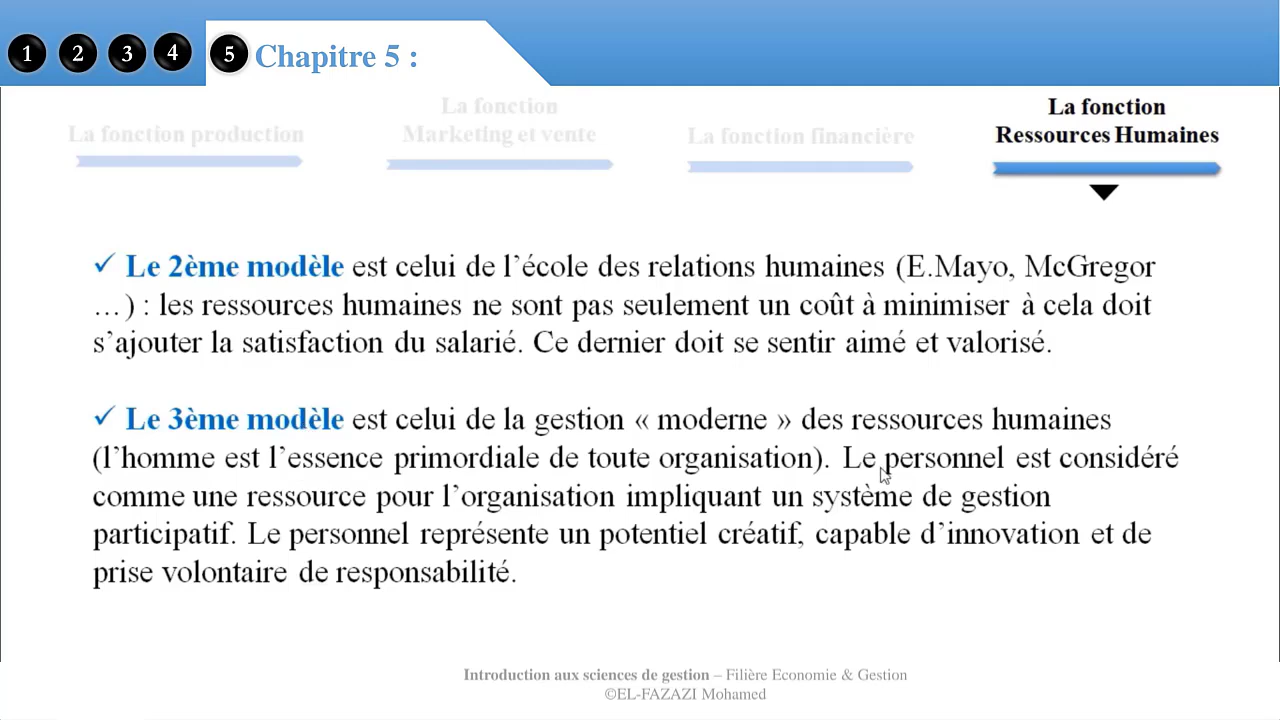 1 2 3 4 5 Chapitre 5 :
La fonction production
La fonction
Marketing et vente
La fonction financière
La fonction
Ressources Humaines
✓ Le 2ème modèle est celui de l’école des relations humaines (E.Mayo, McGregor
…) : les ressources humaines ne sont pas seulement un coût à minimiser à cela doit
s’ajouter la satisfaction du salarié. Ce dernier doit se sentir aimé et valorisé.
✓ Le 3ème modèle est celui de la gestion « moderne » des ressources humaines
(l’homme est l’essence primordiale de toute organisation). Le personnel est considéré
comme une ressource pour l’organisation impliquant un système de gestion
participatif. Le personnel représente un potentiel créatif, capable d’innovation et de
prise volontaire de responsabilité.
Introduction aux sciences de gestion – Filière Economie & Gestion
©EL-FAZAZI Mohamed